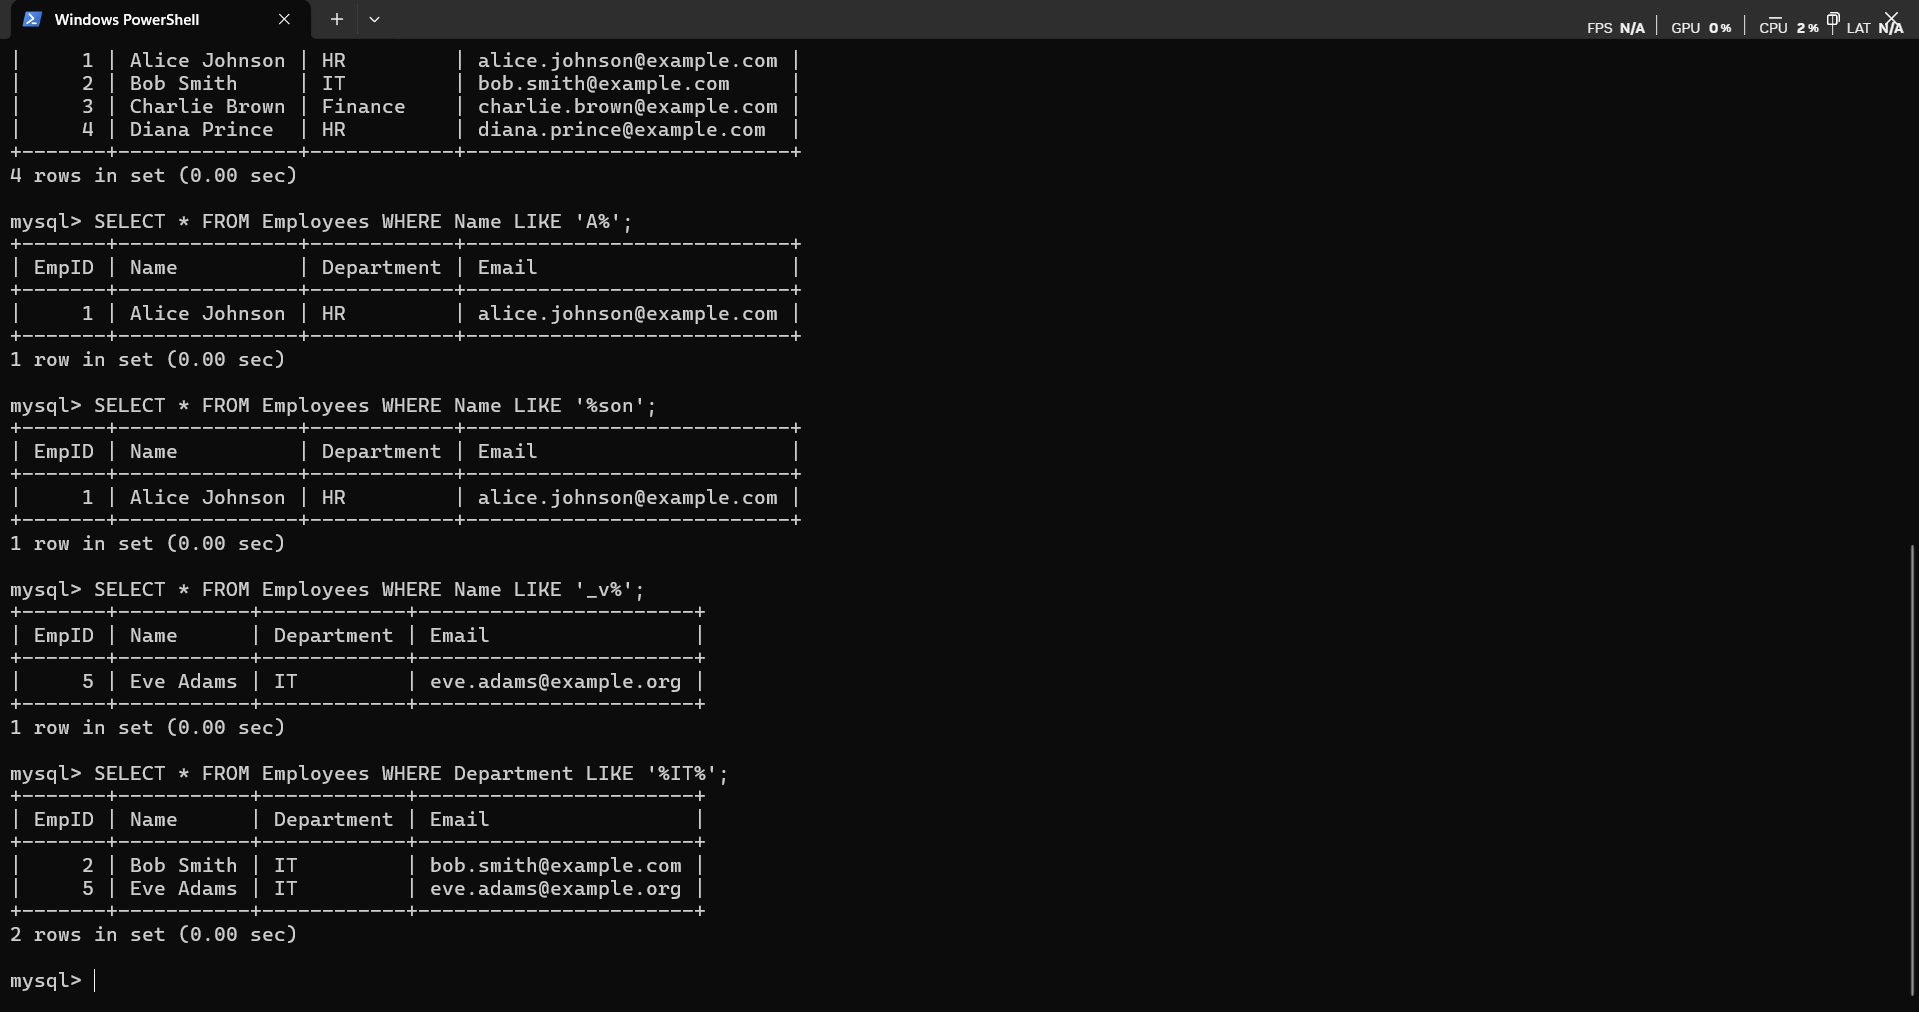 Windows PowerShell
FPS N/A | GPU 0% | CPU 2% | LAT N/A
|     1 | Alice Johnson | HR         | alice.johnson@example.com |
|     2 | Bob Smith     | IT         | bob.smith@example.com     |
|     3 | Charlie Brown | Finance    | charlie.brown@example.com |
|     4 | Diana Prince  | HR         | diana.prince@example.com  |
+-------+---------------+------------+---------------------------+
4 rows in set (0.00 sec)
mysql> SELECT * FROM Employees WHERE Name LIKE 'A%';
+-------+---------------+------------+---------------------------+
| EmpID | Name          | Department | Email                     |
+-------+---------------+------------+---------------------------+
|     1 | Alice Johnson | HR         | alice.johnson@example.com |
+-------+---------------+------------+---------------------------+
1 row in set (0.00 sec)
mysql> SELECT * FROM Employees WHERE Name LIKE '%son';
+-------+---------------+------------+---------------------------+
| EmpID | Name          | Department | Email                     |
+-------+---------------+------------+---------------------------+
|     1 | Alice Johnson | HR         | alice.johnson@example.com |
+-------+---------------+------------+---------------------------+
1 row in set (0.00 sec)
mysql> SELECT * FROM Employees WHERE Name LIKE '_v%';
+-------+-----------+------------+-----------------------+
| EmpID | Name      | Department | Email                 |
+-------+-----------+------------+-----------------------+
|     5 | Eve Adams | IT         | eve.adams@example.org |
+-------+-----------+------------+-----------------------+
1 row in set (0.00 sec)
mysql> SELECT * FROM Employees WHERE Department LIKE '%IT%';
+-------+-----------+------------+-----------------------+
| EmpID | Name      | Department | Email                 |
+-------+-----------+------------+-----------------------+
|     2 | Bob Smith | IT         | bob.smith@example.com |
|     5 | Eve Adams | IT         | eve.adams@example.org |
+-------+-----------+------------+-----------------------+
2 rows in set (0.00 sec)
mysql>